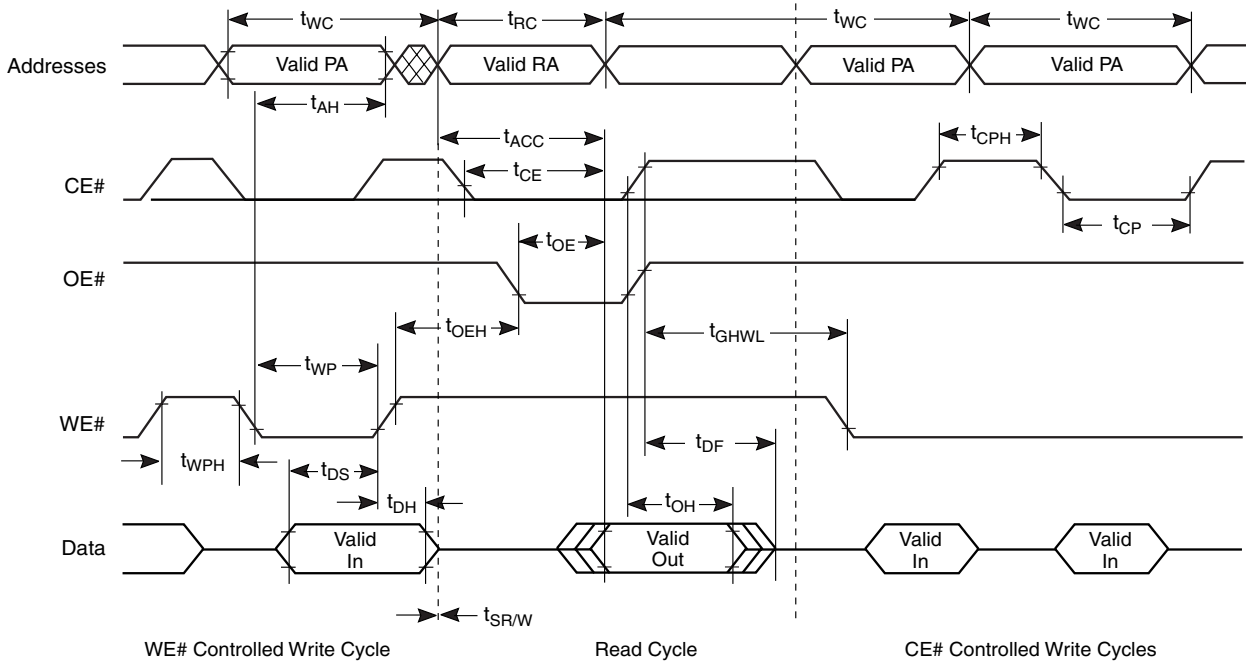 tWC
tRC
tWC
tWC
Addresses
Valid PA
Valid RA
Valid PA
Valid PA
tAH
tACC
tCPH
CE#
tCE
tCP
tOE
OE#
tOEH
tGHWL
tWP
WE#
tDF
tWPH
tDS
tDH
tOH
Data
Valid
In
Valid
Out
Valid
In
Valid
In
tSR/W
WE# Controlled Write Cycle
Read Cycle
CE# Controlled Write Cycles